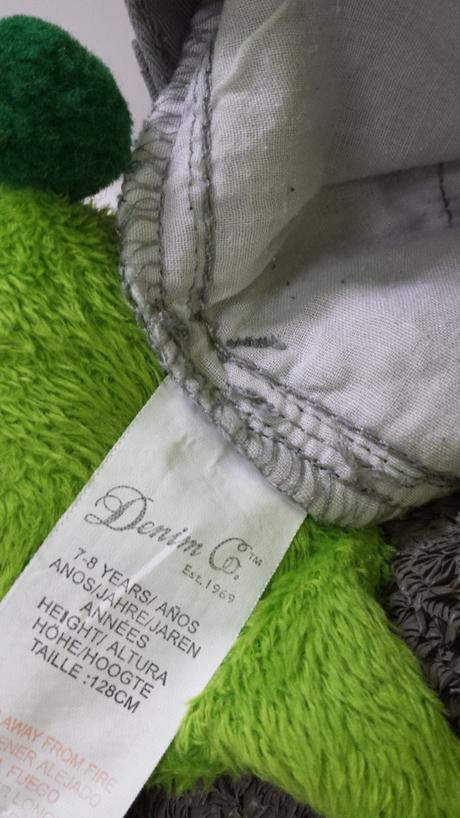 Denim Co.™
Est. 1969
7-8 YEARS/ AÑOS
ANOS/JAHRE/JAREN
ANNÉES
HEIGHT/ ALTURA
HÖHE/HOOGTE
TAILLE :128CM
AWAY FROM FIRE
ENER ALEJADO
FUEGO